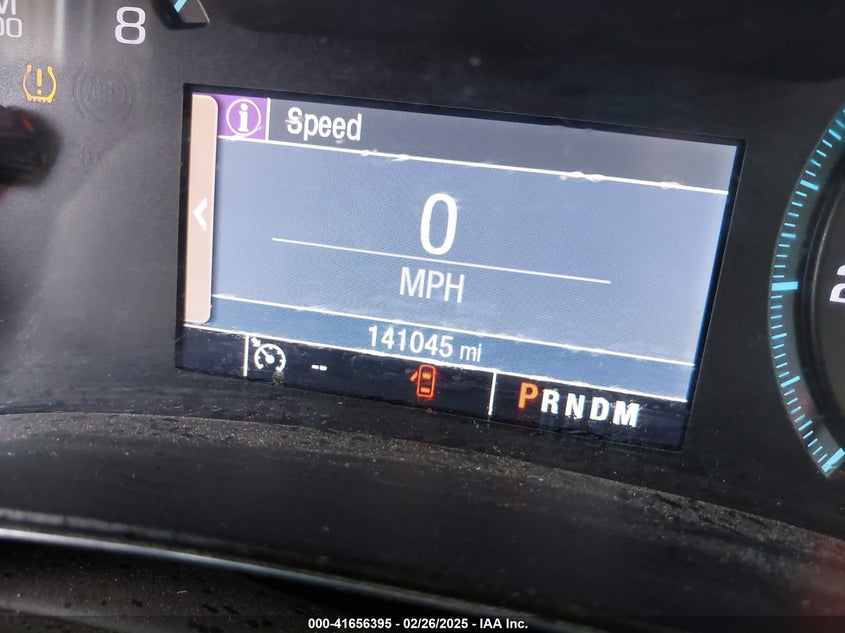 8
Speed
0
MPH
141045 mi
--
PRNDM
000-41656395 - 02/26/2025 - IAA Inc.